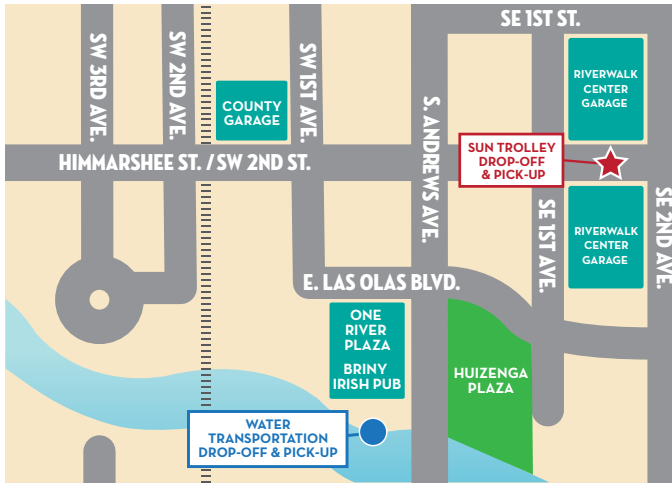 SE 1ST ST.
SW 3RD AVE.
SW 2ND AVE.
SW 1ST AVE.
S. ANDREWS AVE.
COUNTY
GARAGE
RIVERWALK
CENTER
GARAGE
HIMMARSHEE ST. / SW 2ND ST.
SUN TROLLEY
DROP-OFF
& PICK-UP
SE 1ST AVE.
SE 2ND AVE.
RIVERWALK
CENTER
GARAGE
E. LAS OLAS BLVD.
ONE
RIVER
PLAZA
BRINY
IRISH PUB
HUIZENGA
PLAZA
WATER
TRANSPORTATION
DROP-OFF & PICK-UP